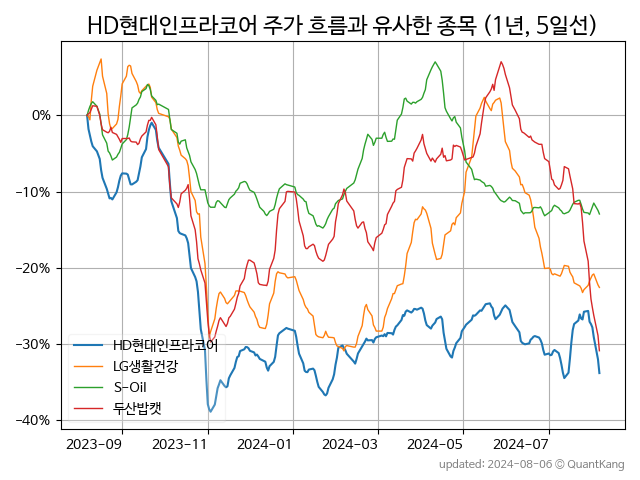 HD현대인프라코어 주가 흐름과 유사한 종목 (1년, 5일선)
0%
−10%
−20%
−30%
−40%
HD현대인프라코어
LG생활건강
S-Oil
두산밥캣
2023-09 2023-11 2024-01 2024-03 2024-05 2024-07
updated: 2024-08-06 © QuantKang